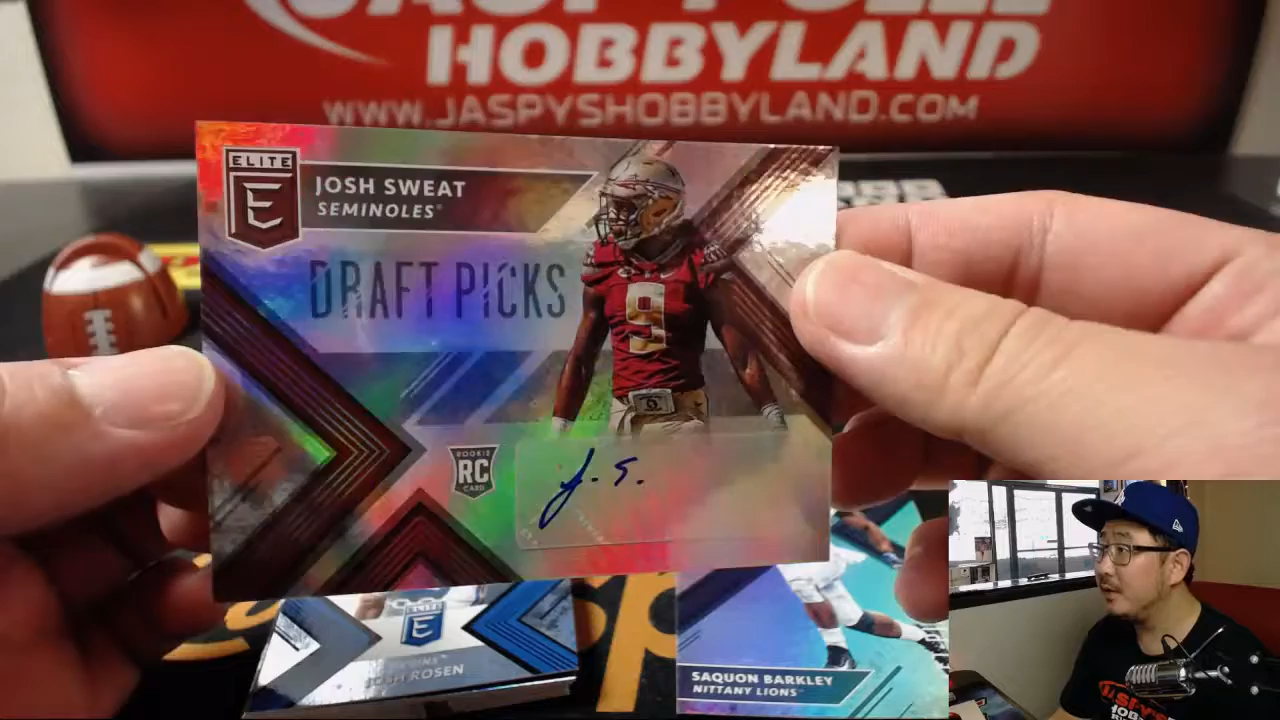 HOBBYLAND
WWW.JASPYSHOBBYLAND.COM
ELITE
E
JOSH SWEAT
SEMINOLES
DRAFT PICKS
9
ROOKIE
RC
CARD
J. S.
E
JOSH ROSEN
SAQUON BARKLEY
NITTANY LIONS